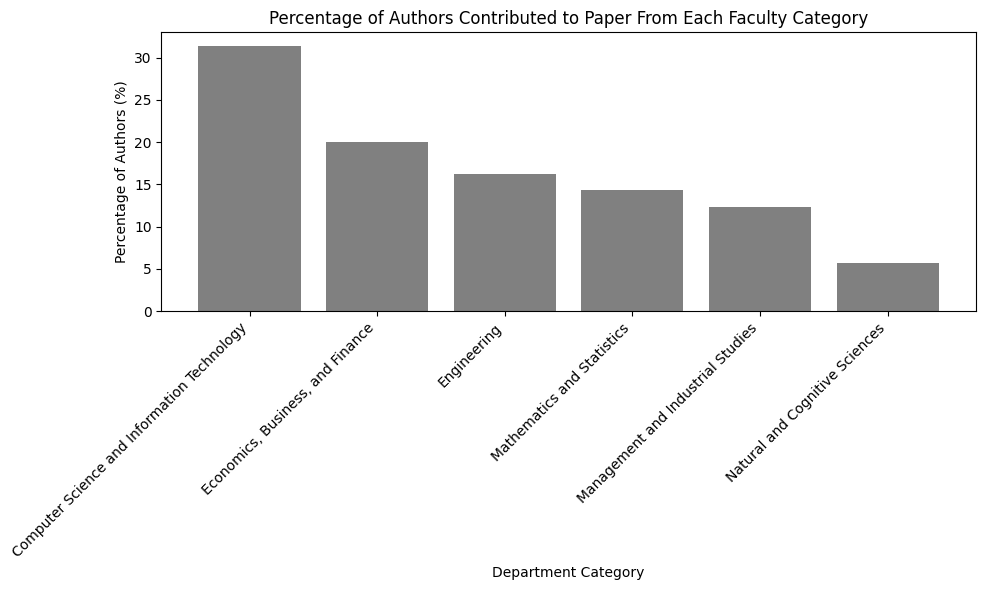 Percentage of Authors Contributed to Paper From Each Faculty Category
Percentage of Authors (%)
30
25
20
15
10
5
0
Computer Science and Information Technology
Economics, Business, and Finance
Engineering
Mathematics and Statistics
Management and Industrial Studies
Natural and Cognitive Sciences
Department Category